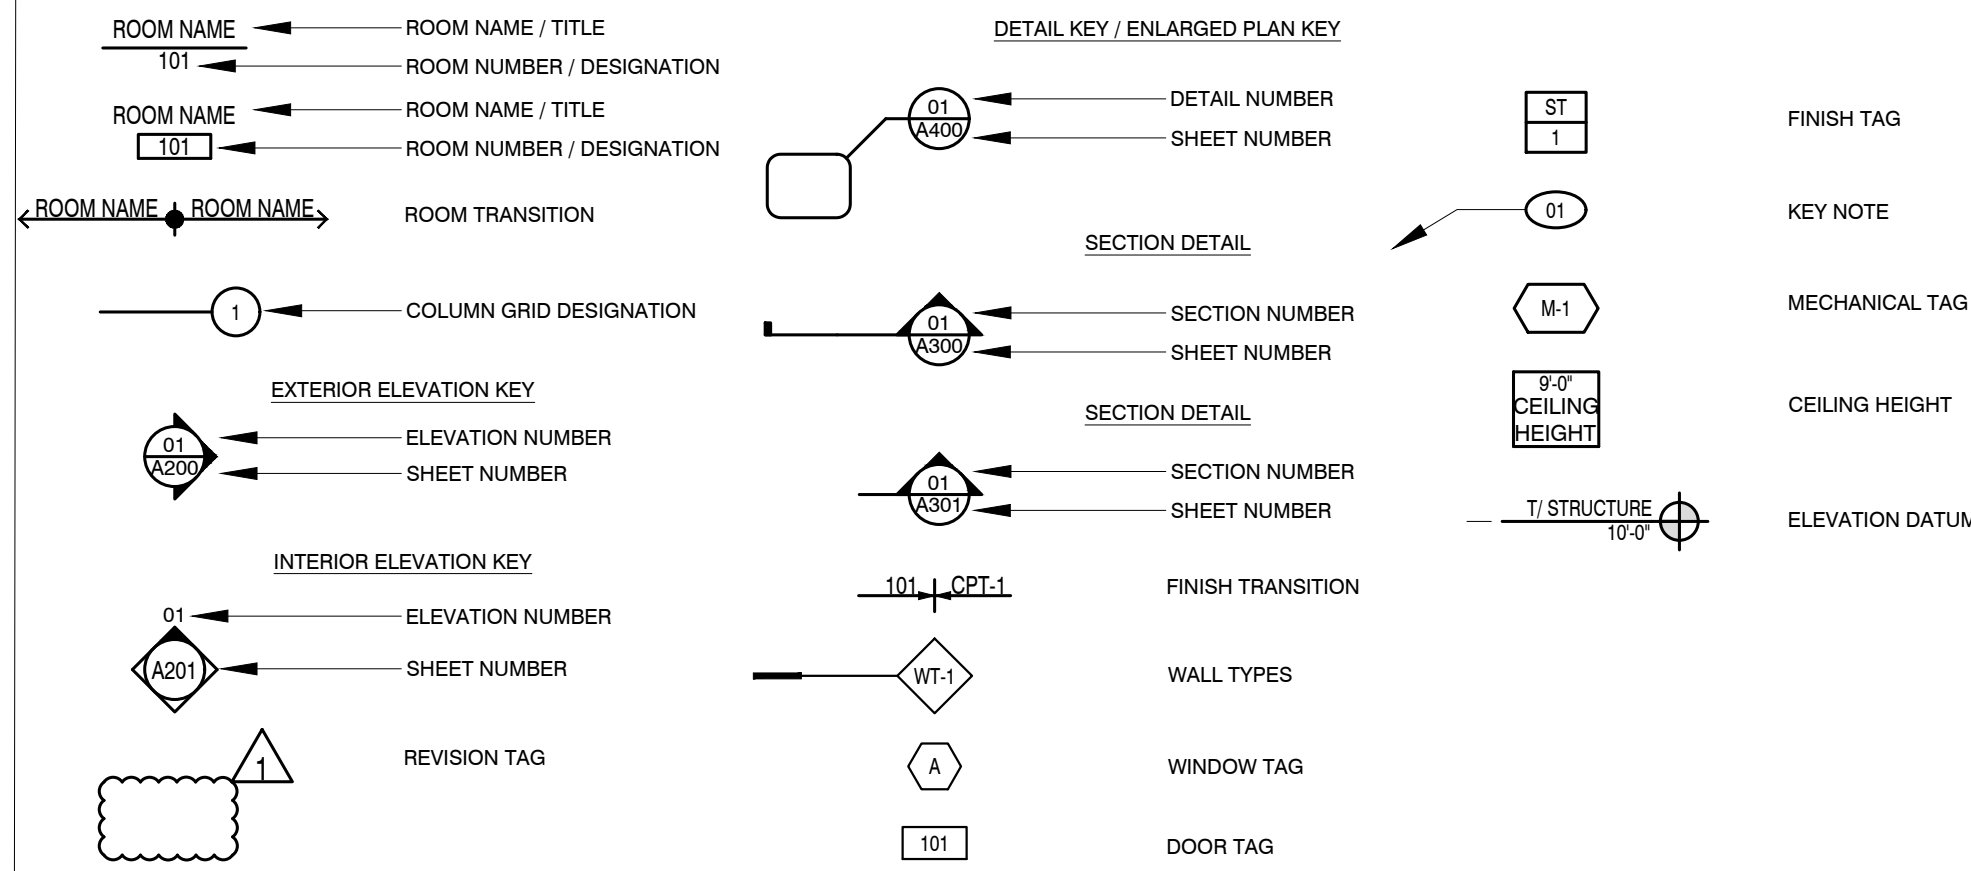 ROOM NAME
ROOM NAME / TITLE
101
ROOM NUMBER / DESIGNATION
ROOM NAME
ROOM NAME / TITLE
101
ROOM NUMBER / DESIGNATION
ROOM NAME
ROOM NAME
ROOM TRANSITION
1
COLUMN GRID DESIGNATION
EXTERIOR ELEVATION KEY
01
ELEVATION NUMBER
A200
SHEET NUMBER
INTERIOR ELEVATION KEY
01
ELEVATION NUMBER
A201
SHEET NUMBER
1
REVISION TAG
DETAIL KEY / ENLARGED PLAN KEY
01
DETAIL NUMBER
A400
SHEET NUMBER
SECTION DETAIL
01
SECTION NUMBER
A300
SHEET NUMBER
SECTION DETAIL
01
SECTION NUMBER
A301
SHEET NUMBER
101
CPT-1
FINISH TRANSITION
WT-1
WALL TYPES
A
WINDOW TAG
101
DOOR TAG
ST
1
FINISH TAG
01
KEY NOTE
M-1
MECHANICAL TAG
9'-0"
CEILING
HEIGHT
CEILING HEIGHT
T/ STRUCTURE
10'-0"
ELEVATION DATUM